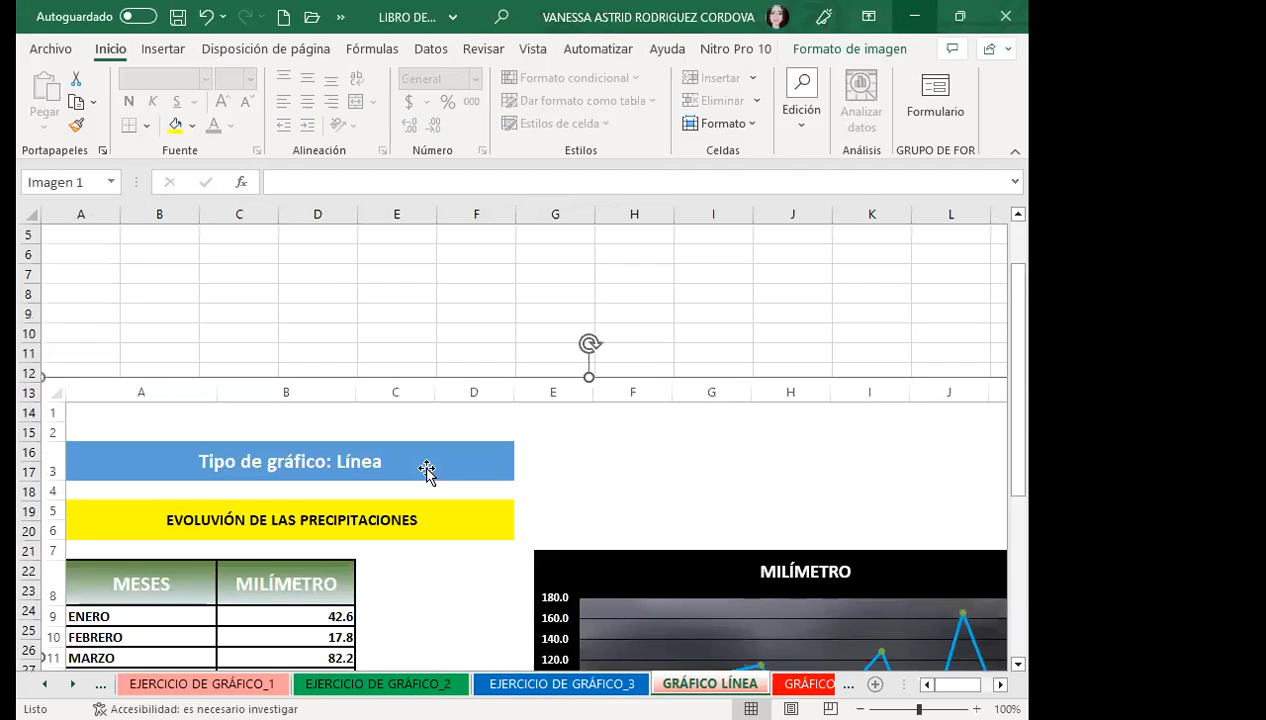 Autoguardado LIBRO DE... VANESSA ASTRID RODRIGUEZ CORDOVA
Archivo Inicio Insertar Disposición de página Fórmulas Datos Revisar Vista Automatizar Ayuda Nitro Pro 10 Formato de imagen
Pegar
N K S
General
$ % 000
Formato condicional
Dar formato como tabla
Estilos de celda
Insertar
Eliminar
Formato
Edición
Analizar datos
Formulario
Portapapeles Fuente Alineación Número Estilos Celdas Análisis GRUPO DE FOR
Imagen 1 fx
A B C D E F G H I J K L
5
6
7
8
9
10
11
12
13 A B C D E F G H I J
14 1
15 2
16 Tipo de gráfico: Línea
17 3
18 4
19 5 EVOLUVIÓN DE LAS PRECIPITACIONES
20 6
21 7
22 MESES MILÍMETRO MILÍMETRO
23 8 180.0
24 9 ENERO 42.6 160.0
25 10 FEBRERO 17.8 140.0
26 11 MARZO 82.2 120.0
27
... EJERCICIO DE GRÁFICO_1 EJERCICIO DE GRÁFICO_2 EJERCICIO DE GRÁFICO_3 GRÁFICO LÍNEA GRÁFICO ...
Listo Accesibilidad: es necesario investigar 100%